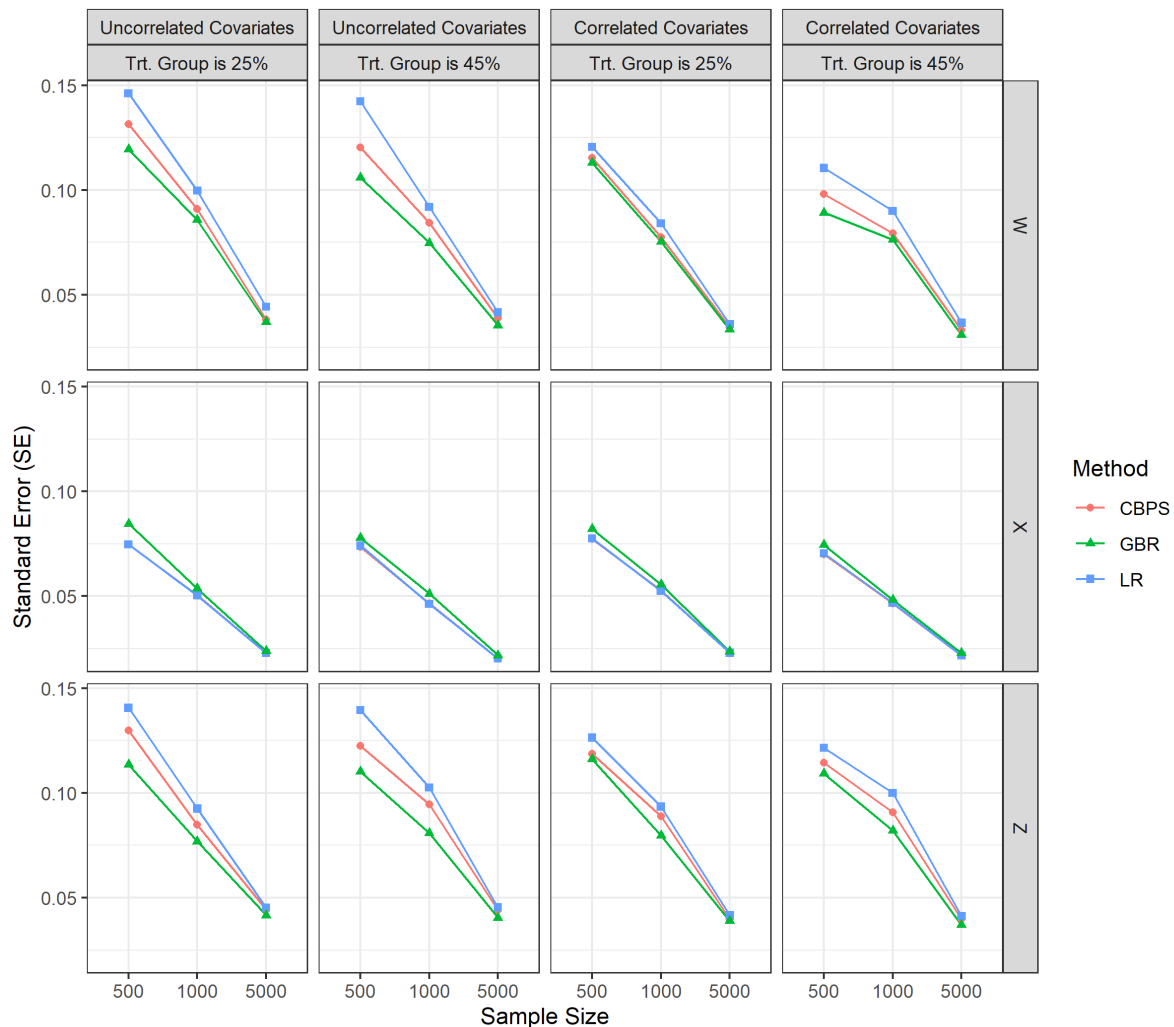 Uncorrelated Covariates
Uncorrelated Covariates
Correlated Covariates
Correlated Covariates
Trt. Group is 25%
Trt. Group is 45%
Trt. Group is 25%
Trt. Group is 45%
0.15
0.10
0.05
W
0.15
0.10
0.05
X
0.15
0.10
0.05
Z
Standard Error (SE)
500 1000 5000
500 1000 5000
500 1000 5000
500 1000 5000
Sample Size
Method
CBPS
GBR
LR